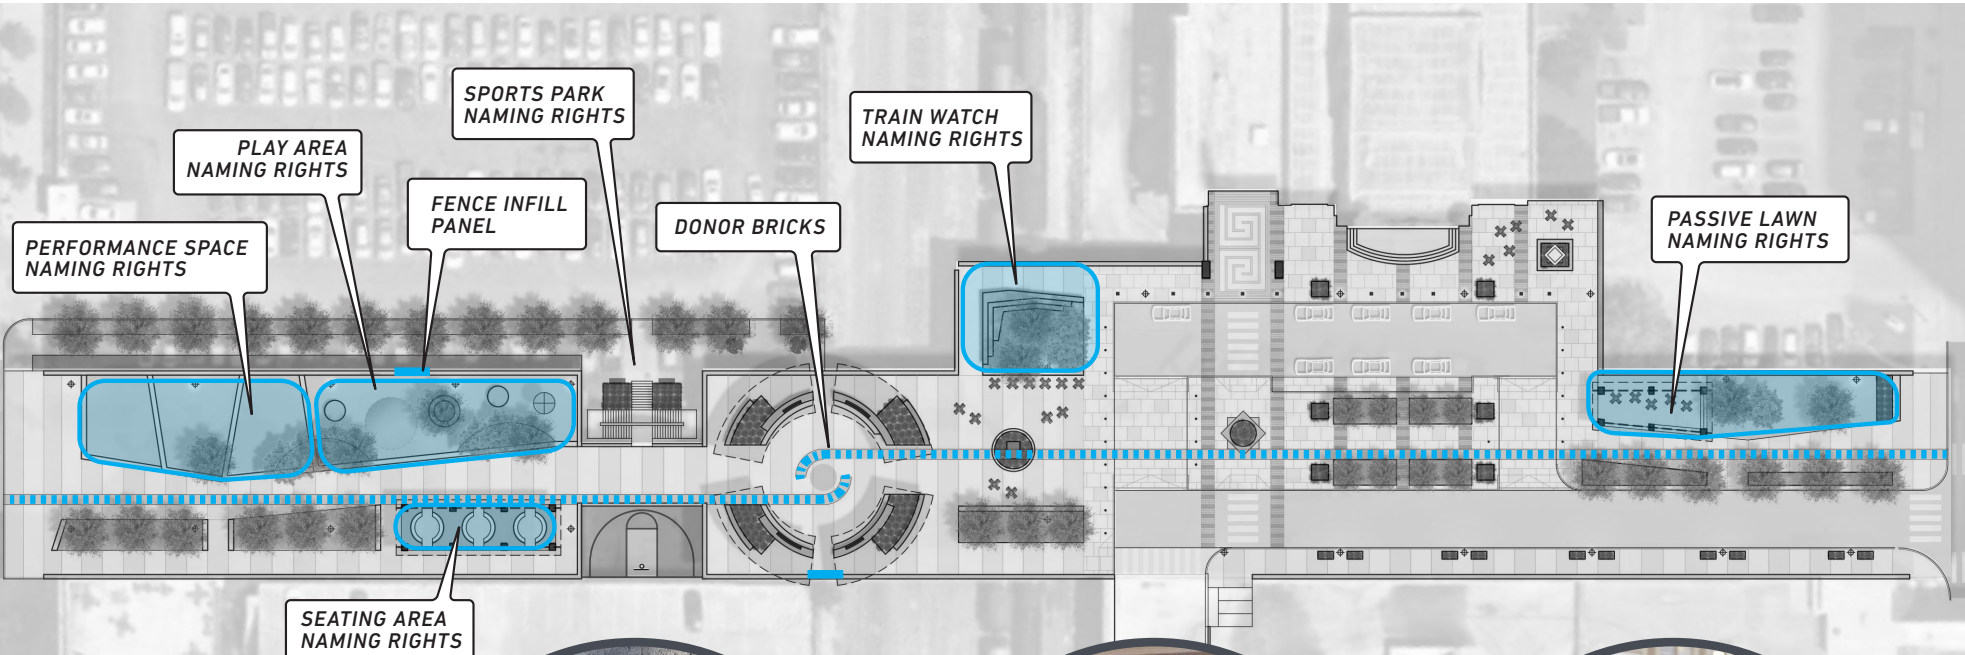 SPORTS PARK
NAMING RIGHTS
TRAIN WATCH
NAMING RIGHTS
PLAY AREA
NAMING RIGHTS
FENCE INFILL
PANEL
DONOR BRICKS
PASSIVE LAWN
NAMING RIGHTS
PERFORMANCE SPACE
NAMING RIGHTS
SEATING AREA
NAMING RIGHTS